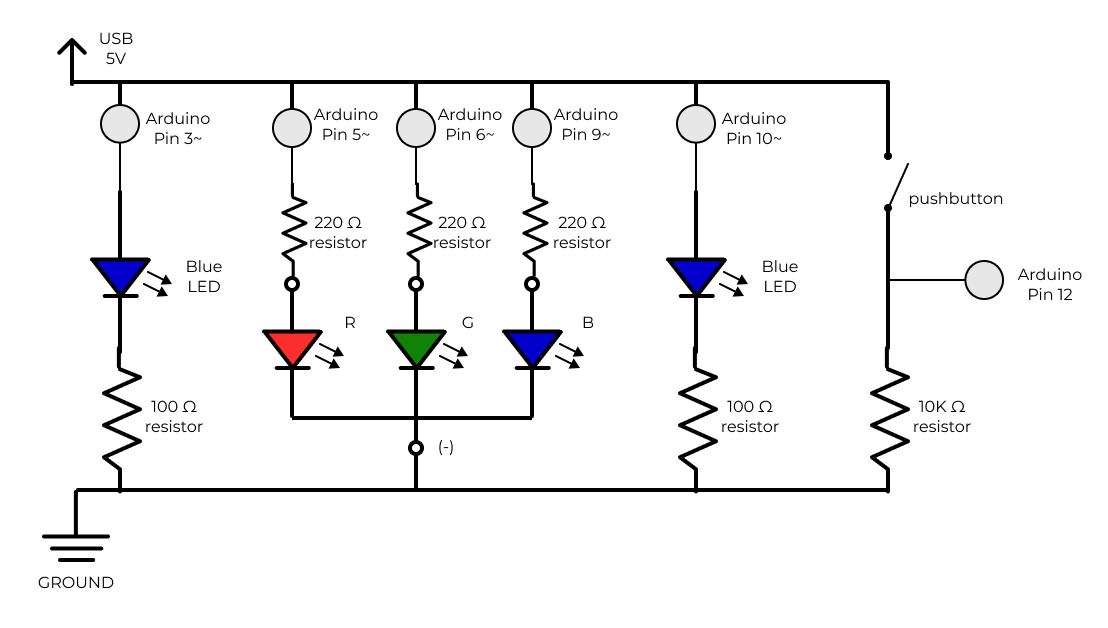 USB
5V
Arduino
Pin 3~
Arduino
Pin 5~
Arduino
Pin 6~
Arduino
Pin 9~
Arduino
Pin 10~
pushbutton
220 Ω
resistor
220 Ω
resistor
220 Ω
resistor
Blue
LED
Blue
LED
Arduino
Pin 12
R
G
B
100 Ω
resistor
100 Ω
resistor
10K Ω
resistor
(-)
GROUND